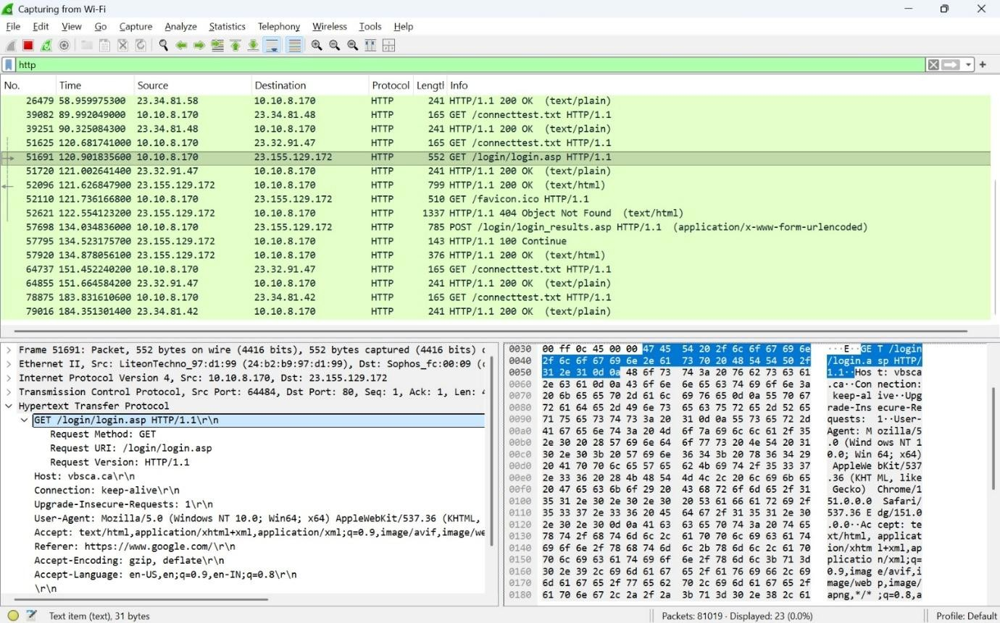 Capturing from Wi-Fi
File Edit View Go Capture Analyze Statistics Telephony Wireless Tools Help
http
No. Time Source Destination Protocol Lengtl Info
26479 58.959975300 23.34.81.58 10.10.8.170 HTTP 241 HTTP/1.1 200 OK (text/plain)
39082 89.992049000 10.10.8.170 23.34.81.48 HTTP 165 GET /connecttest.txt HTTP/1.1
39251 90.325084300 23.34.81.48 10.10.8.170 HTTP 241 HTTP/1.1 200 OK (text/plain)
51625 120.681741000 10.10.8.170 23.32.91.47 HTTP 165 GET /connecttest.txt HTTP/1.1
51691 120.901835600 10.10.8.170 23.155.129.172 HTTP 552 GET /login/login.asp HTTP/1.1
51720 121.002641400 23.32.91.47 10.10.8.170 HTTP 241 HTTP/1.1 200 OK (text/plain)
52096 121.626847900 23.155.129.172 10.10.8.170 HTTP 799 HTTP/1.1 200 OK (text/html)
52110 121.736166800 10.10.8.170 23.155.129.172 HTTP 510 GET /favicon.ico HTTP/1.1
52621 122.554123200 23.155.129.172 10.10.8.170 HTTP 1337 HTTP/1.1 404 Object Not Found (text/html)
57698 134.034836000 10.10.8.170 23.155.129.172 HTTP 785 POST /login/login_results.asp HTTP/1.1 (application/x-www-form-urlencoded)
57795 134.523175700 23.155.129.172 10.10.8.170 HTTP 143 HTTP/1.1 100 Continue
57920 134.878056100 23.155.129.172 10.10.8.170 HTTP 376 HTTP/1.1 200 OK (text/html)
64737 151.452240200 10.10.8.170 23.32.91.47 HTTP 165 GET /connecttest.txt HTTP/1.1
64855 151.664584200 23.32.91.47 10.10.8.170 HTTP 241 HTTP/1.1 200 OK (text/plain)
78875 183.831610600 10.10.8.170 23.34.81.42 HTTP 165 GET /connecttest.txt HTTP/1.1
79016 184.351301400 23.34.81.42 10.10.8.170 HTTP 241 HTTP/1.1 200 OK (text/plain)
Frame 51691: Packet, 552 bytes on wire (4416 bits), 552 bytes captured (4416 bits) c
Ethernet II, Src: LiteonTechno_97:d1:99 (24:b2:b9:97:d1:99), Dst: Sophos_fc:00:09 (c
Internet Protocol Version 4, Src: 10.10.8.170, Dst: 23.155.129.172
Transmission Control Protocol, Src Port: 64484, Dst Port: 80, Seq: 1, Ack: 1, Len: 4
Hypertext Transfer Protocol
GET /login/login.asp HTTP/1.1\r\n
Request Method: GET
Request URI: /login/login.asp
Request Version: HTTP/1.1
Host: vbsca.ca\r\n
Connection: keep-alive\r\n
Upgrade-Insecure-Requests: 1\r\n
User-Agent: Mozilla/5.0 (Windows NT 10.0; Win64; x64) AppleWebKit/537.36 (KHTML,
Accept: text/html,application/xhtml+xml,application/xml;q=0.9,image/avif,image/we
Referer: https://www.google.com/\r\n
Accept-Encoding: gzip, deflate\r\n
Accept-Language: en-US,en;q=0.9,en-IN;q=0.8\r\n
\r\n
0030 00 ff 0c 45 00 00 47 45 54 20 2f 6c 6f 67 69 6e ···E··GE T /login
0040 2f 6c 6f 67 69 6e 2e 61 73 70 20 48 54 54 50 2f /login.a sp HTTP/
0050 31 2e 31 0d 0a 48 6f 73 74 3a 20 76 62 73 63 61 1.1··Hos t: vbsca
0060 2e 63 61 0d 0a 43 6f 6e 6e 65 63 74 69 6f 6e 3a .ca··Con nection:
0070 20 6b 65 65 70 2d 61 6c 69 76 65 0d 0a 55 70 67 keep-al ive··Upg
0080 72 61 64 65 2d 49 6e 73 65 63 75 72 65 2d 52 65 rade-Ins ecure-Re
0090 71 75 65 73 74 73 3a 20 31 0d 0a 55 73 65 72 2d quests: 1··User-
00a0 41 67 65 6e 74 3a 20 4d 6f 7a 69 6c 6c 61 2f 35 Agent: M ozilla/5
00b0 2e 30 20 28 57 69 6e 64 6f 77 73 20 4e 54 20 31 .0 (Wind ows NT 1
00c0 30 2e 30 3b 20 57 69 6e 36 34 3b 20 78 36 34 29 0.0; Win 64; x64)
00d0 20 41 70 70 6c 65 57 65 62 4b 69 74 2f 35 33 37 AppleWe bKit/537
00e0 2e 33 36 20 28 4b 48 54 4d 4c 2c 20 6c 69 6b 65 .36 (KHT ML, like
00f0 20 47 65 63 6b 6f 29 20 43 68 72 6f 6d 65 2f 31 Gecko) Chrome/1
0100 35 31 2e 30 2e 30 2e 30 20 53 61 66 61 72 69 2f 51.0.0.0 Safari/
0110 35 33 37 2e 33 36 20 45 64 67 2f 31 35 31 2e 30 537.36 E dg/151.0
0120 2e 30 2e 30 0d 0a 41 63 63 65 70 74 3a 20 74 65 .0.0··Ac cept: te
0130 78 74 2f 68 74 6d 6c 2c 61 70 70 6c 69 63 61 74 xt/html, applicat
0140 69 6f 6e 2f 78 68 74 6d 6c 2b 78 6d 6c 2c 61 70 ion/xhtm l+xml,ap
0150 70 6c 69 63 61 74 69 6f 6e 2f 78 6d 6c 3b 71 3d plicatio n/xml;q=
0160 30 2e 39 2c 69 6d 61 67 65 2f 61 76 69 66 2c 69 0.9,imag e/avif,i
0170 6d 61 67 65 2f 77 65 62 70 2c 69 6d 61 67 65 2f mage/web p,image/
0180 61 70 6e 67 2c 2a 2f 2a 3b 71 3d 30 2e 38 2c 61 apng,*/* ;q=0.8,a
Text item (text), 31 bytes
Packets: 81019 · Displayed: 23 (0.0%)
Profile: Default